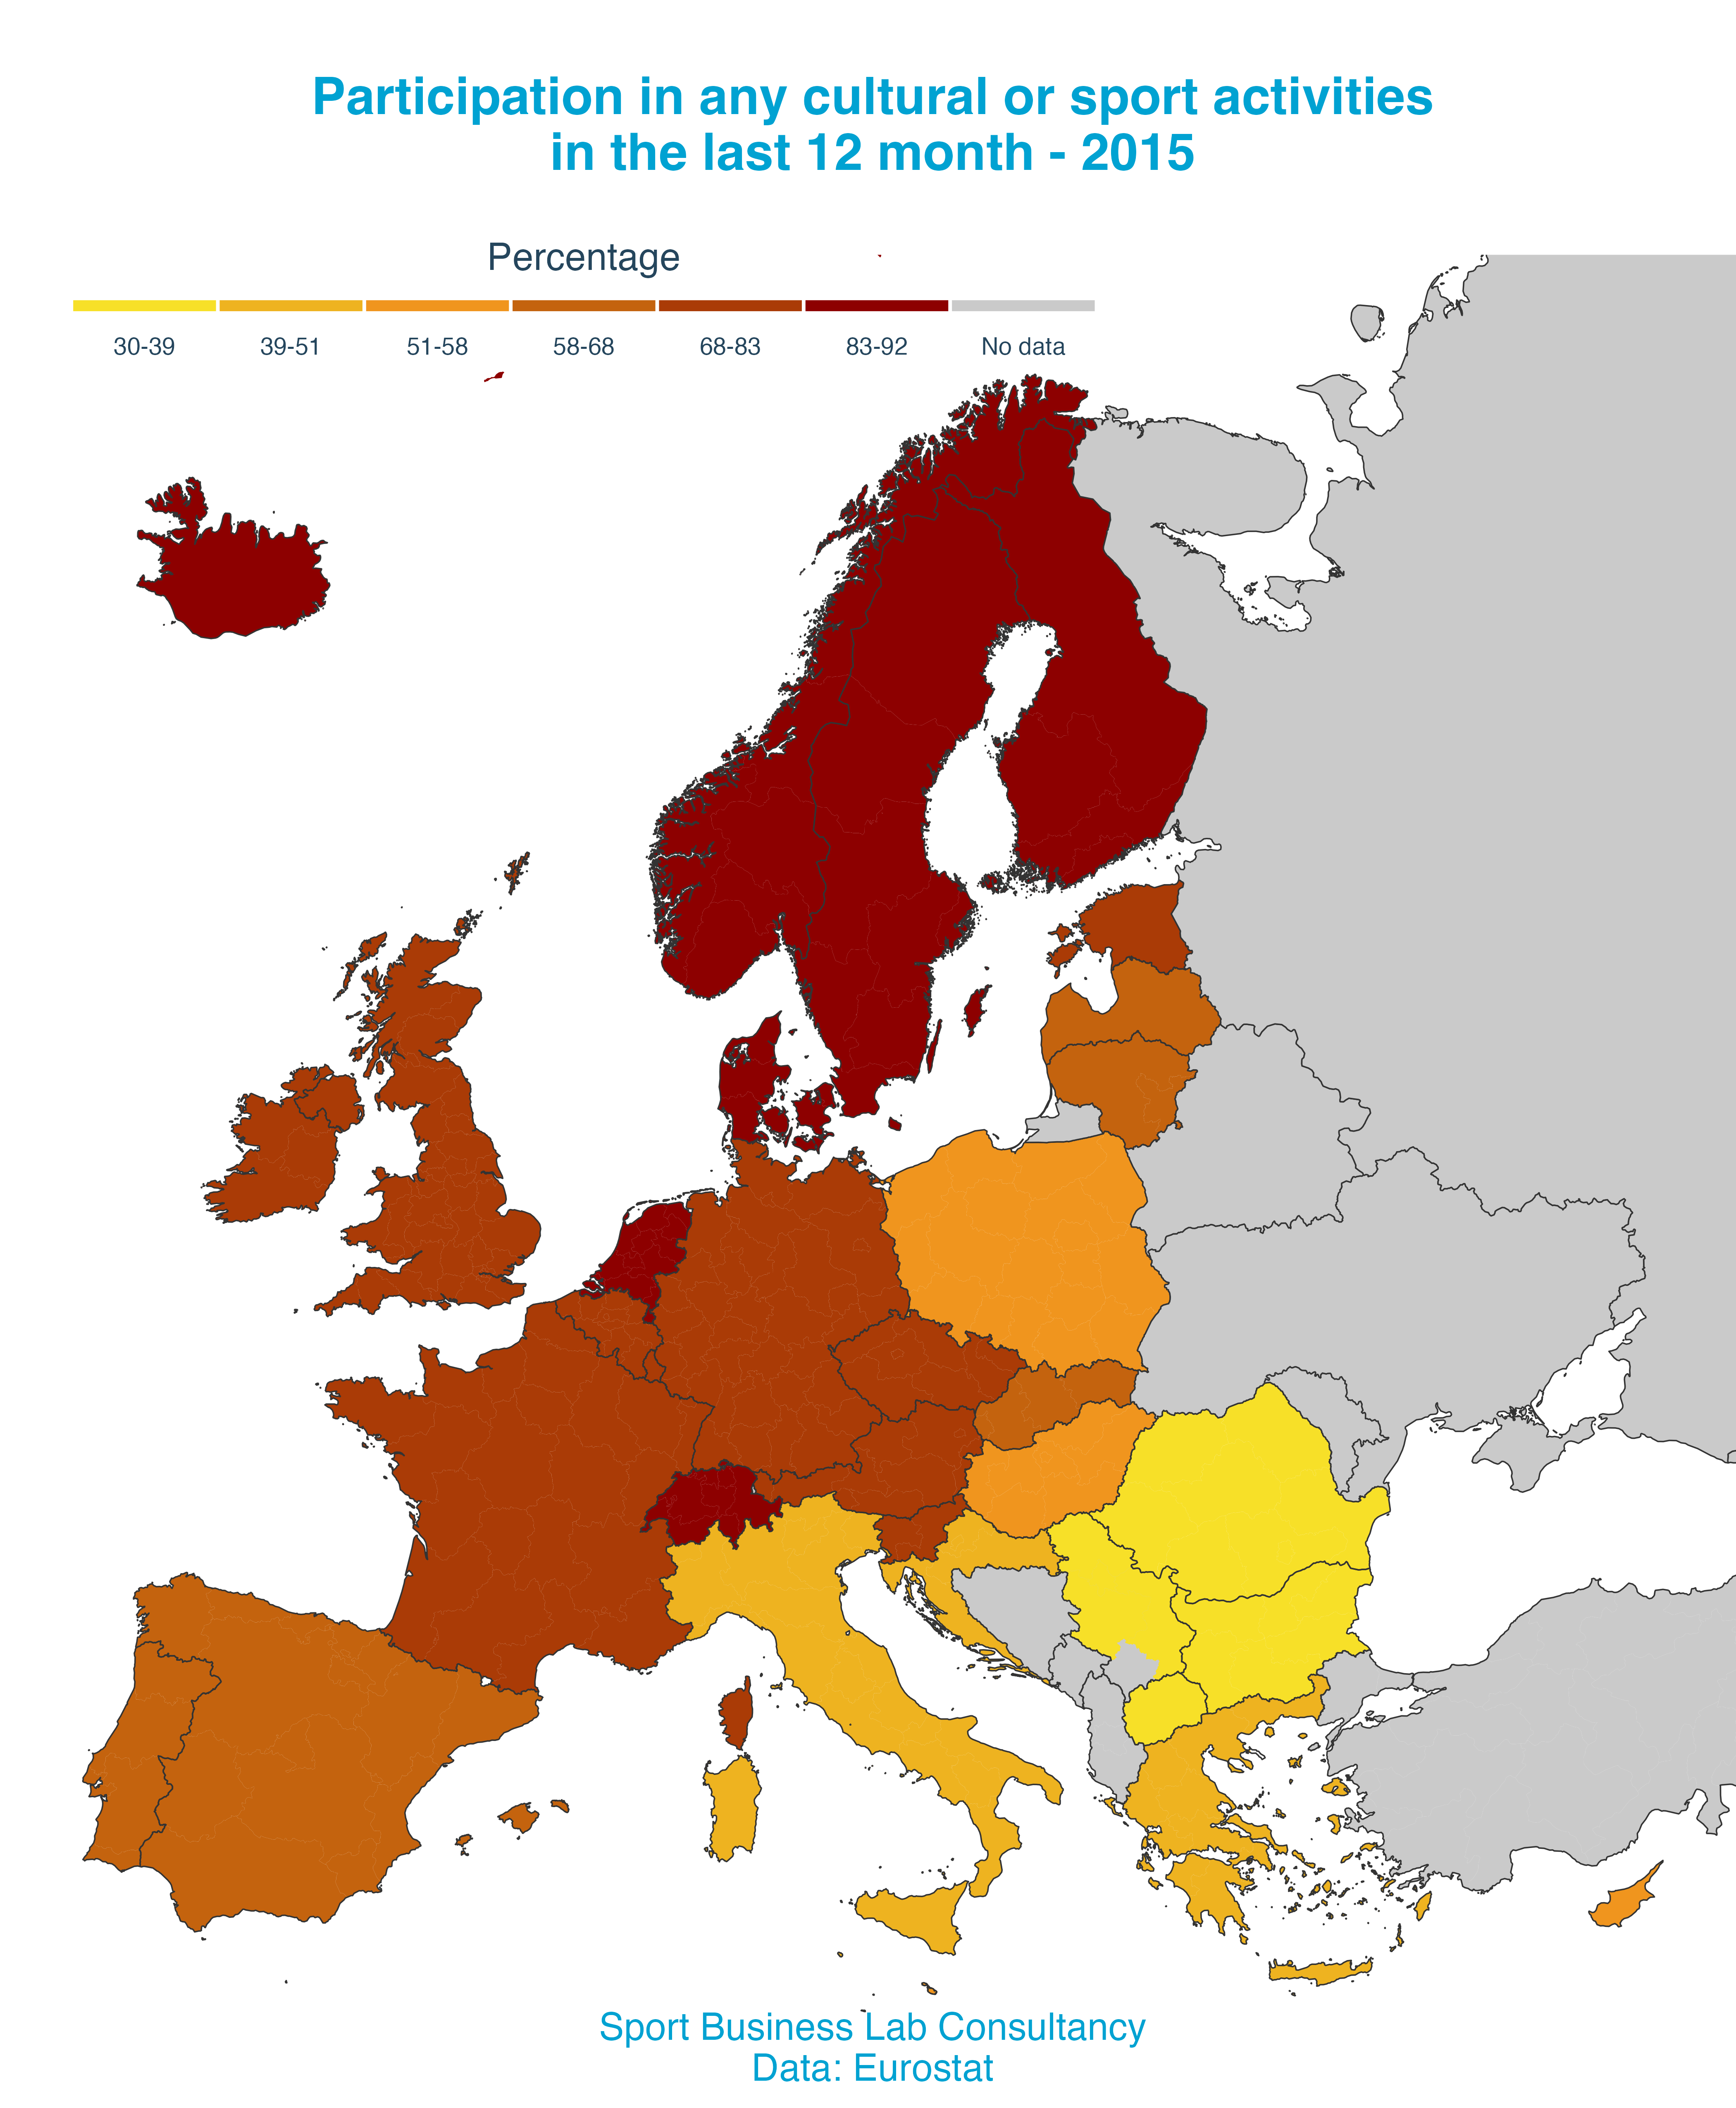 Participation in any cultural or sport activities
in the last 12 month - 2015
Percentage
30-39 39-51 51-58 58-68 68-83 83-92 No data
Sport Business Lab Consultancy
Data: Eurostat